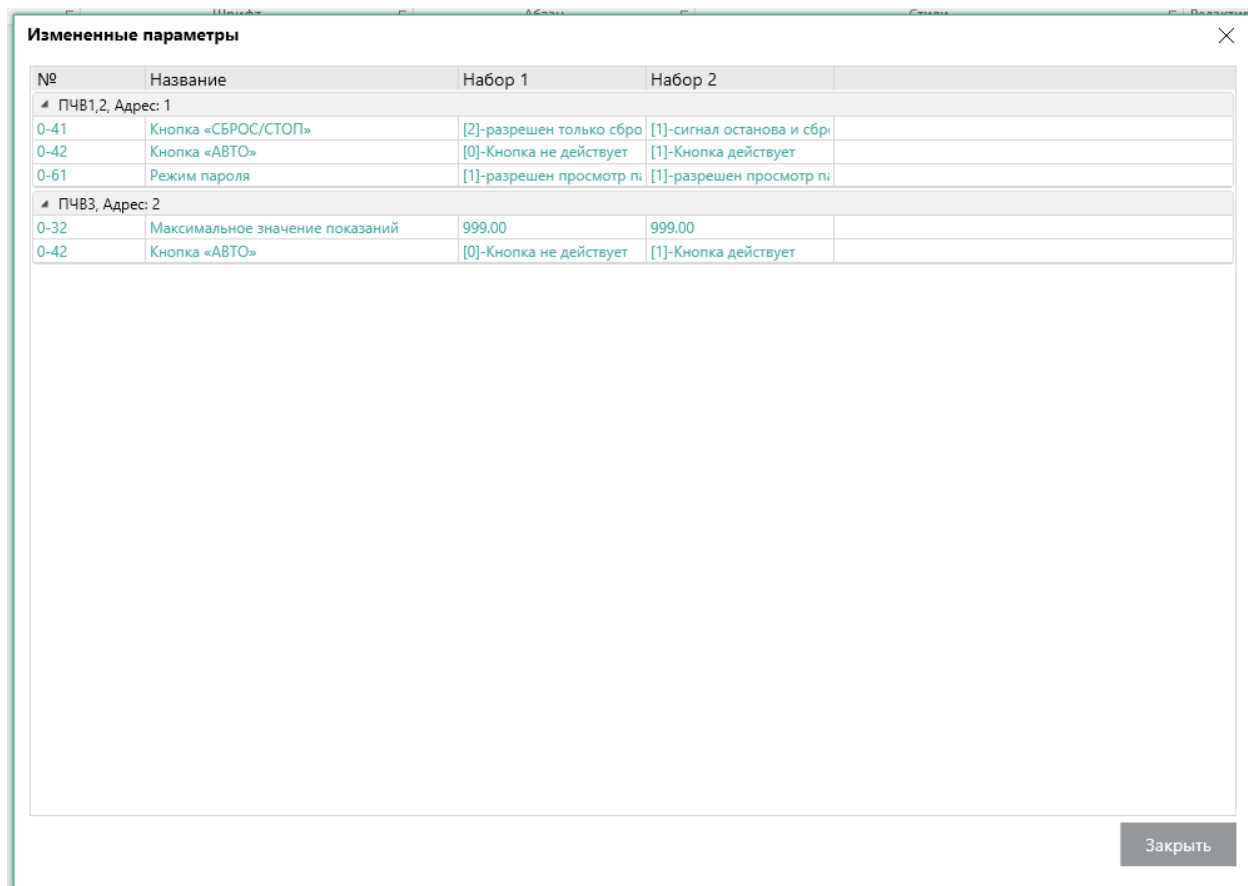 Измененные параметры
№ Название Набор 1 Набор 2
ПЧВ1,2, Адрес: 1
0-41 Кнопка «СБРОС/СТОП» [2]-разрешен только сбро [1]-сигнал останова и сбр
0-42 Кнопка «АВТО» [0]-Кнопка не действует [1]-Кнопка действует
0-61 Режим пароля [1]-разрешен просмотр па [1]-разрешен просмотр па
ПЧВ3, Адрес: 2
0-32 Максимальное значение показаний 999.00 999.00
0-42 Кнопка «АВТО» [0]-Кнопка не действует [1]-Кнопка действует
Закрыть